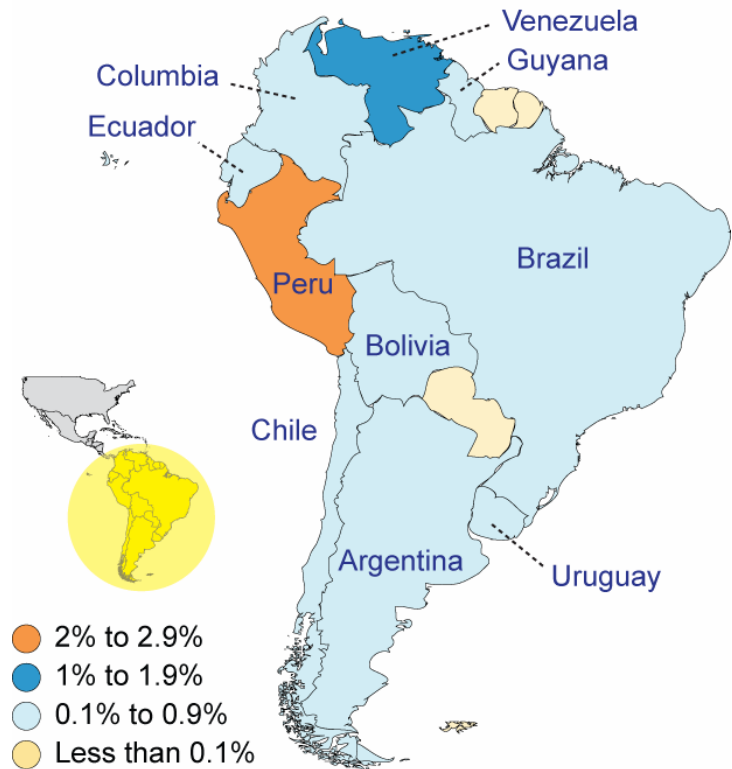 Venezuela
Guyana
Columbia
Ecuador
Brazil
Peru
Bolivia
Chile
Argentina
Uruguay
2% to 2.9%
1% to 1.9%
0.1% to 0.9%
Less than 0.1%